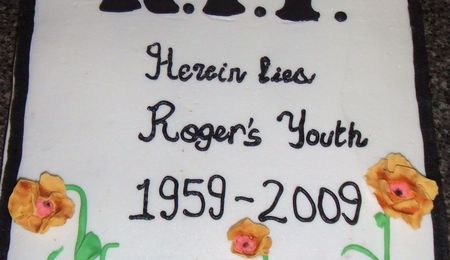 R.I.P.
Herein lies
Roger's Youth
1959-2009